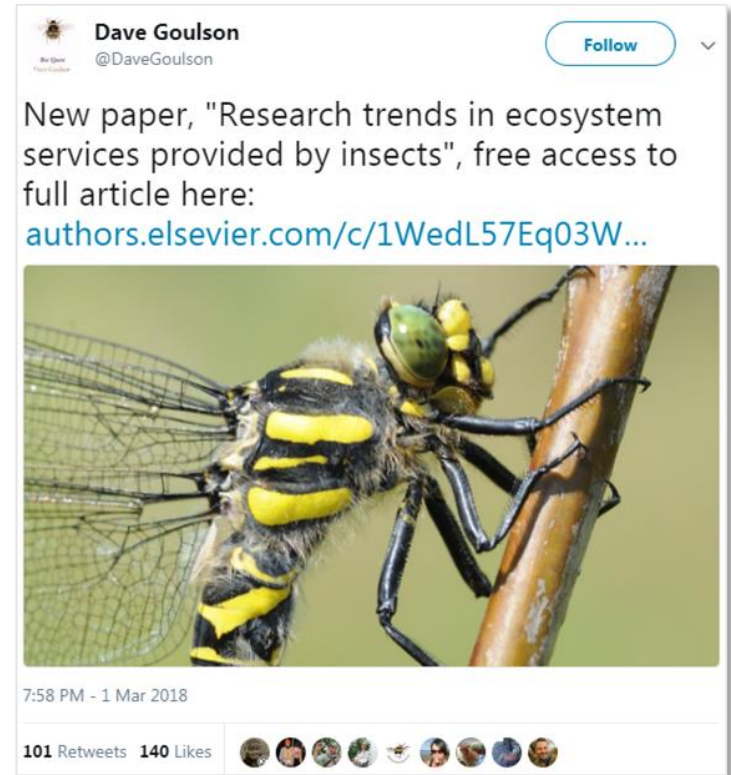 Dave Goulson
@DaveGoulson
Follow
New paper, "Research trends in ecosystem
services provided by insects", free access to
full article here:
authors.elsevier.com/c/1WedL57Eq03W...
7:58 PM - 1 Mar 2018
101 Retweets 140 Likes